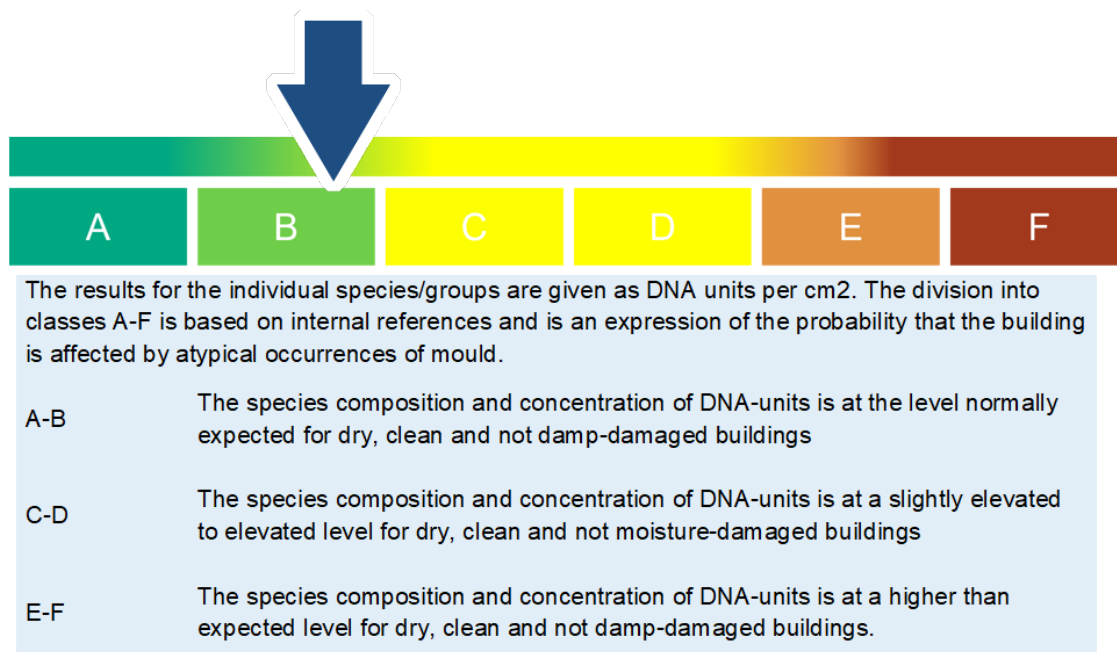 A B C D E F
The results for the individual species/groups are given as DNA units per cm2. The division into
classes A-F is based on internal references and is an expression of the probability that the building
is affected by atypical occurrences of mould.
A-B
The species composition and concentration of DNA-units is at the level normally
expected for dry, clean and not damp-damaged buildings
C-D
The species composition and concentration of DNA-units is at a slightly elevated
to elevated level for dry, clean and not moisture-damaged buildings
E-F
The species composition and concentration of DNA-units is at a higher than
expected level for dry, clean and not damp-damaged buildings.